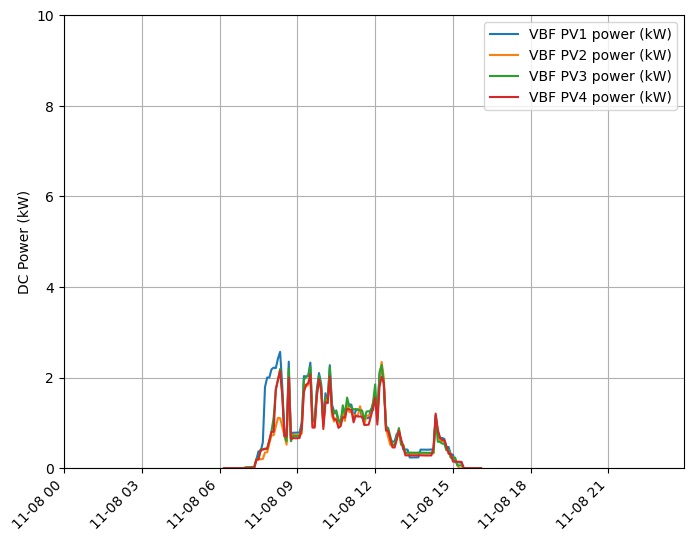 10
8
6
4
2
0
DC Power (kW)
VBF PV1 power (kW)
VBF PV2 power (kW)
VBF PV3 power (kW)
VBF PV4 power (kW)
11-08 00
11-08 03
11-08 06
11-08 09
11-08 12
11-08 15
11-08 18
11-08 21